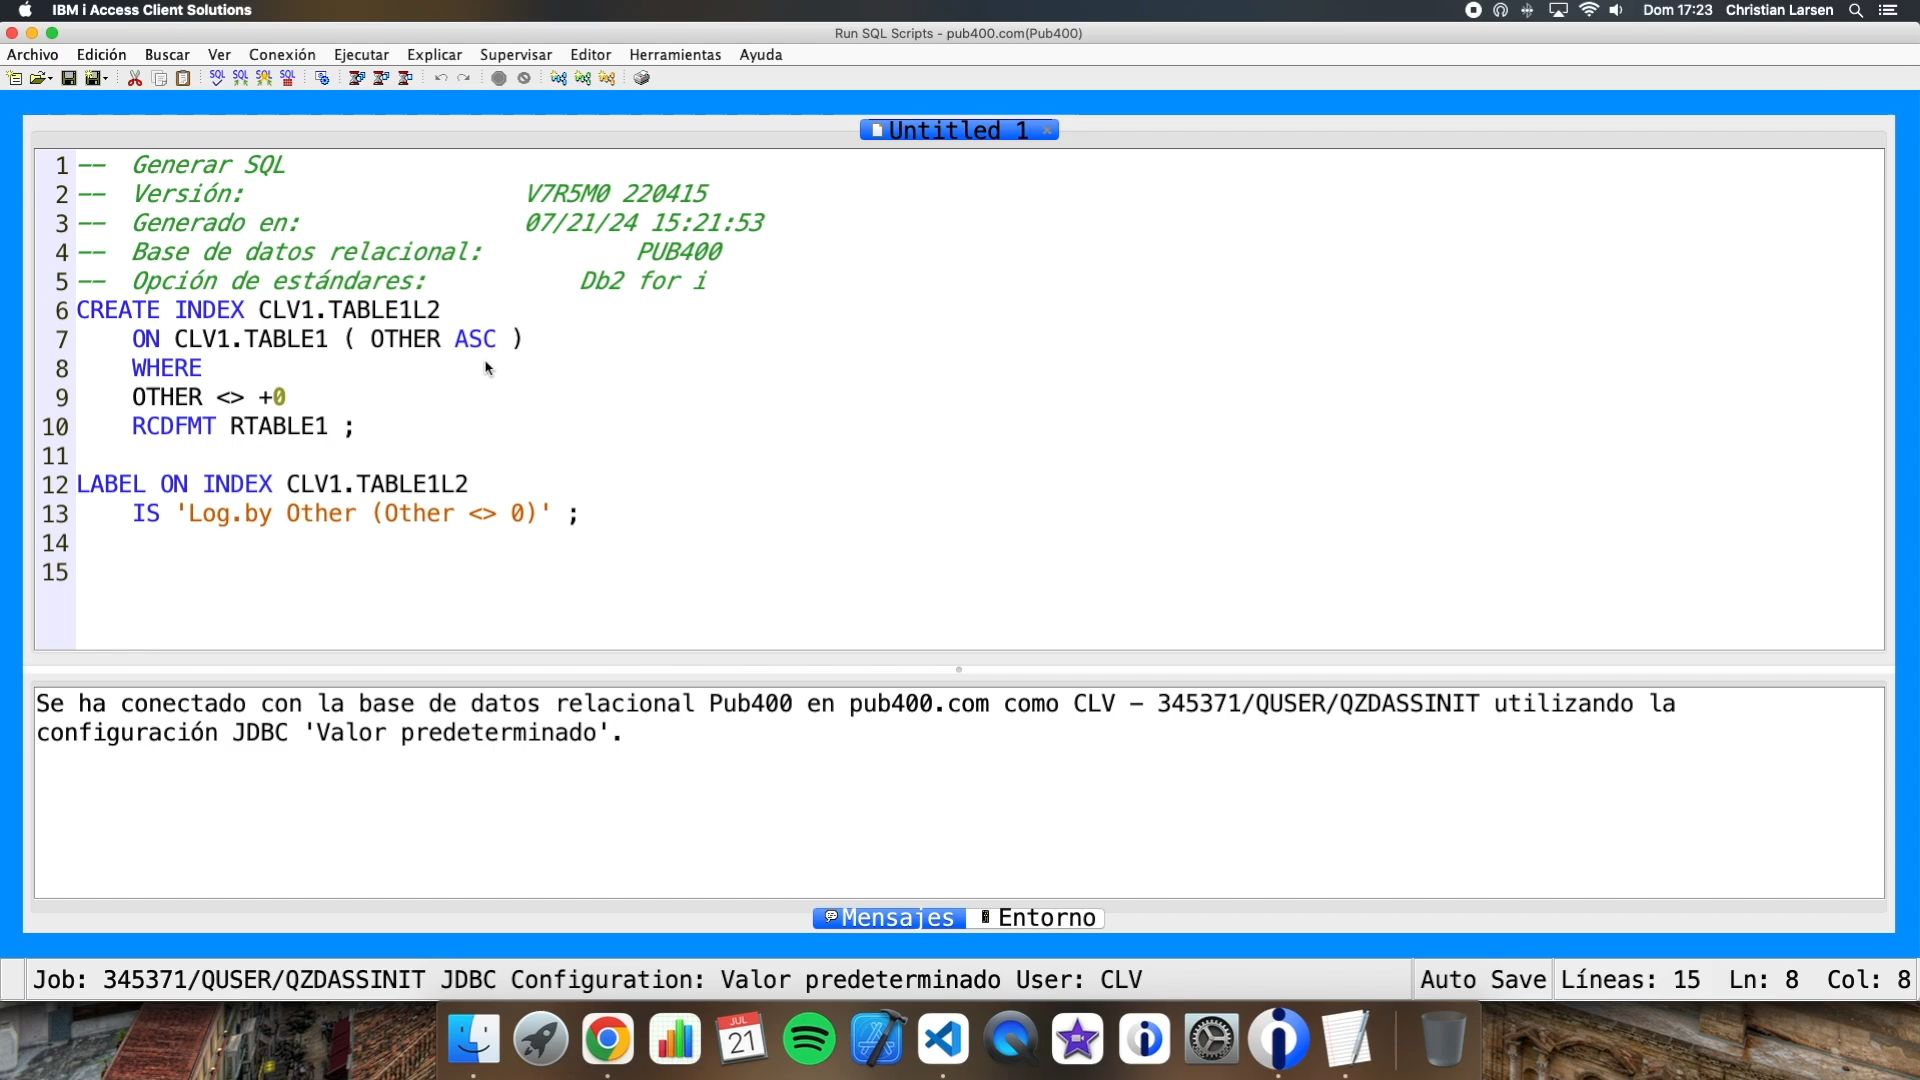 IBM i Access Client Solutions
Dom 17:23 Christian Larsen
Run SQL Scripts - pub400.com(Pub400)
Archivo Edición Buscar Ver Conexión Ejecutar Explicar Supervisar Editor Herramientas Ayuda
SQL SQL SQL SQL
Untitled 1
1 -- Generar SQL
2 -- Versión: V7R5M0 220415
3 -- Generado en: 07/21/24 15:21:53
4 -- Base de datos relacional: PUB400
5 -- Opción de estándares: Db2 for i
6 CREATE INDEX CLV1.TABLE1L2
7 ON CLV1.TABLE1 ( OTHER ASC )
8 WHERE
9 OTHER <> +0
10 RCDFMT RTABLE1 ;
11
12 LABEL ON INDEX CLV1.TABLE1L2
13 IS 'Log.by Other (Other <> 0)' ;
14
15
Se ha conectado con la base de datos relacional Pub400 en pub400.com como CLV – 345371/QUSER/QZDASSINIT utilizando la
configuración JDBC 'Valor predeterminado'.
Mensajes Entorno
Job: 345371/QUSER/QZDASSINIT JDBC Configuration: Valor predeterminado User: CLV Auto Save Líneas: 15 Ln: 8 Col: 8
JUL
21